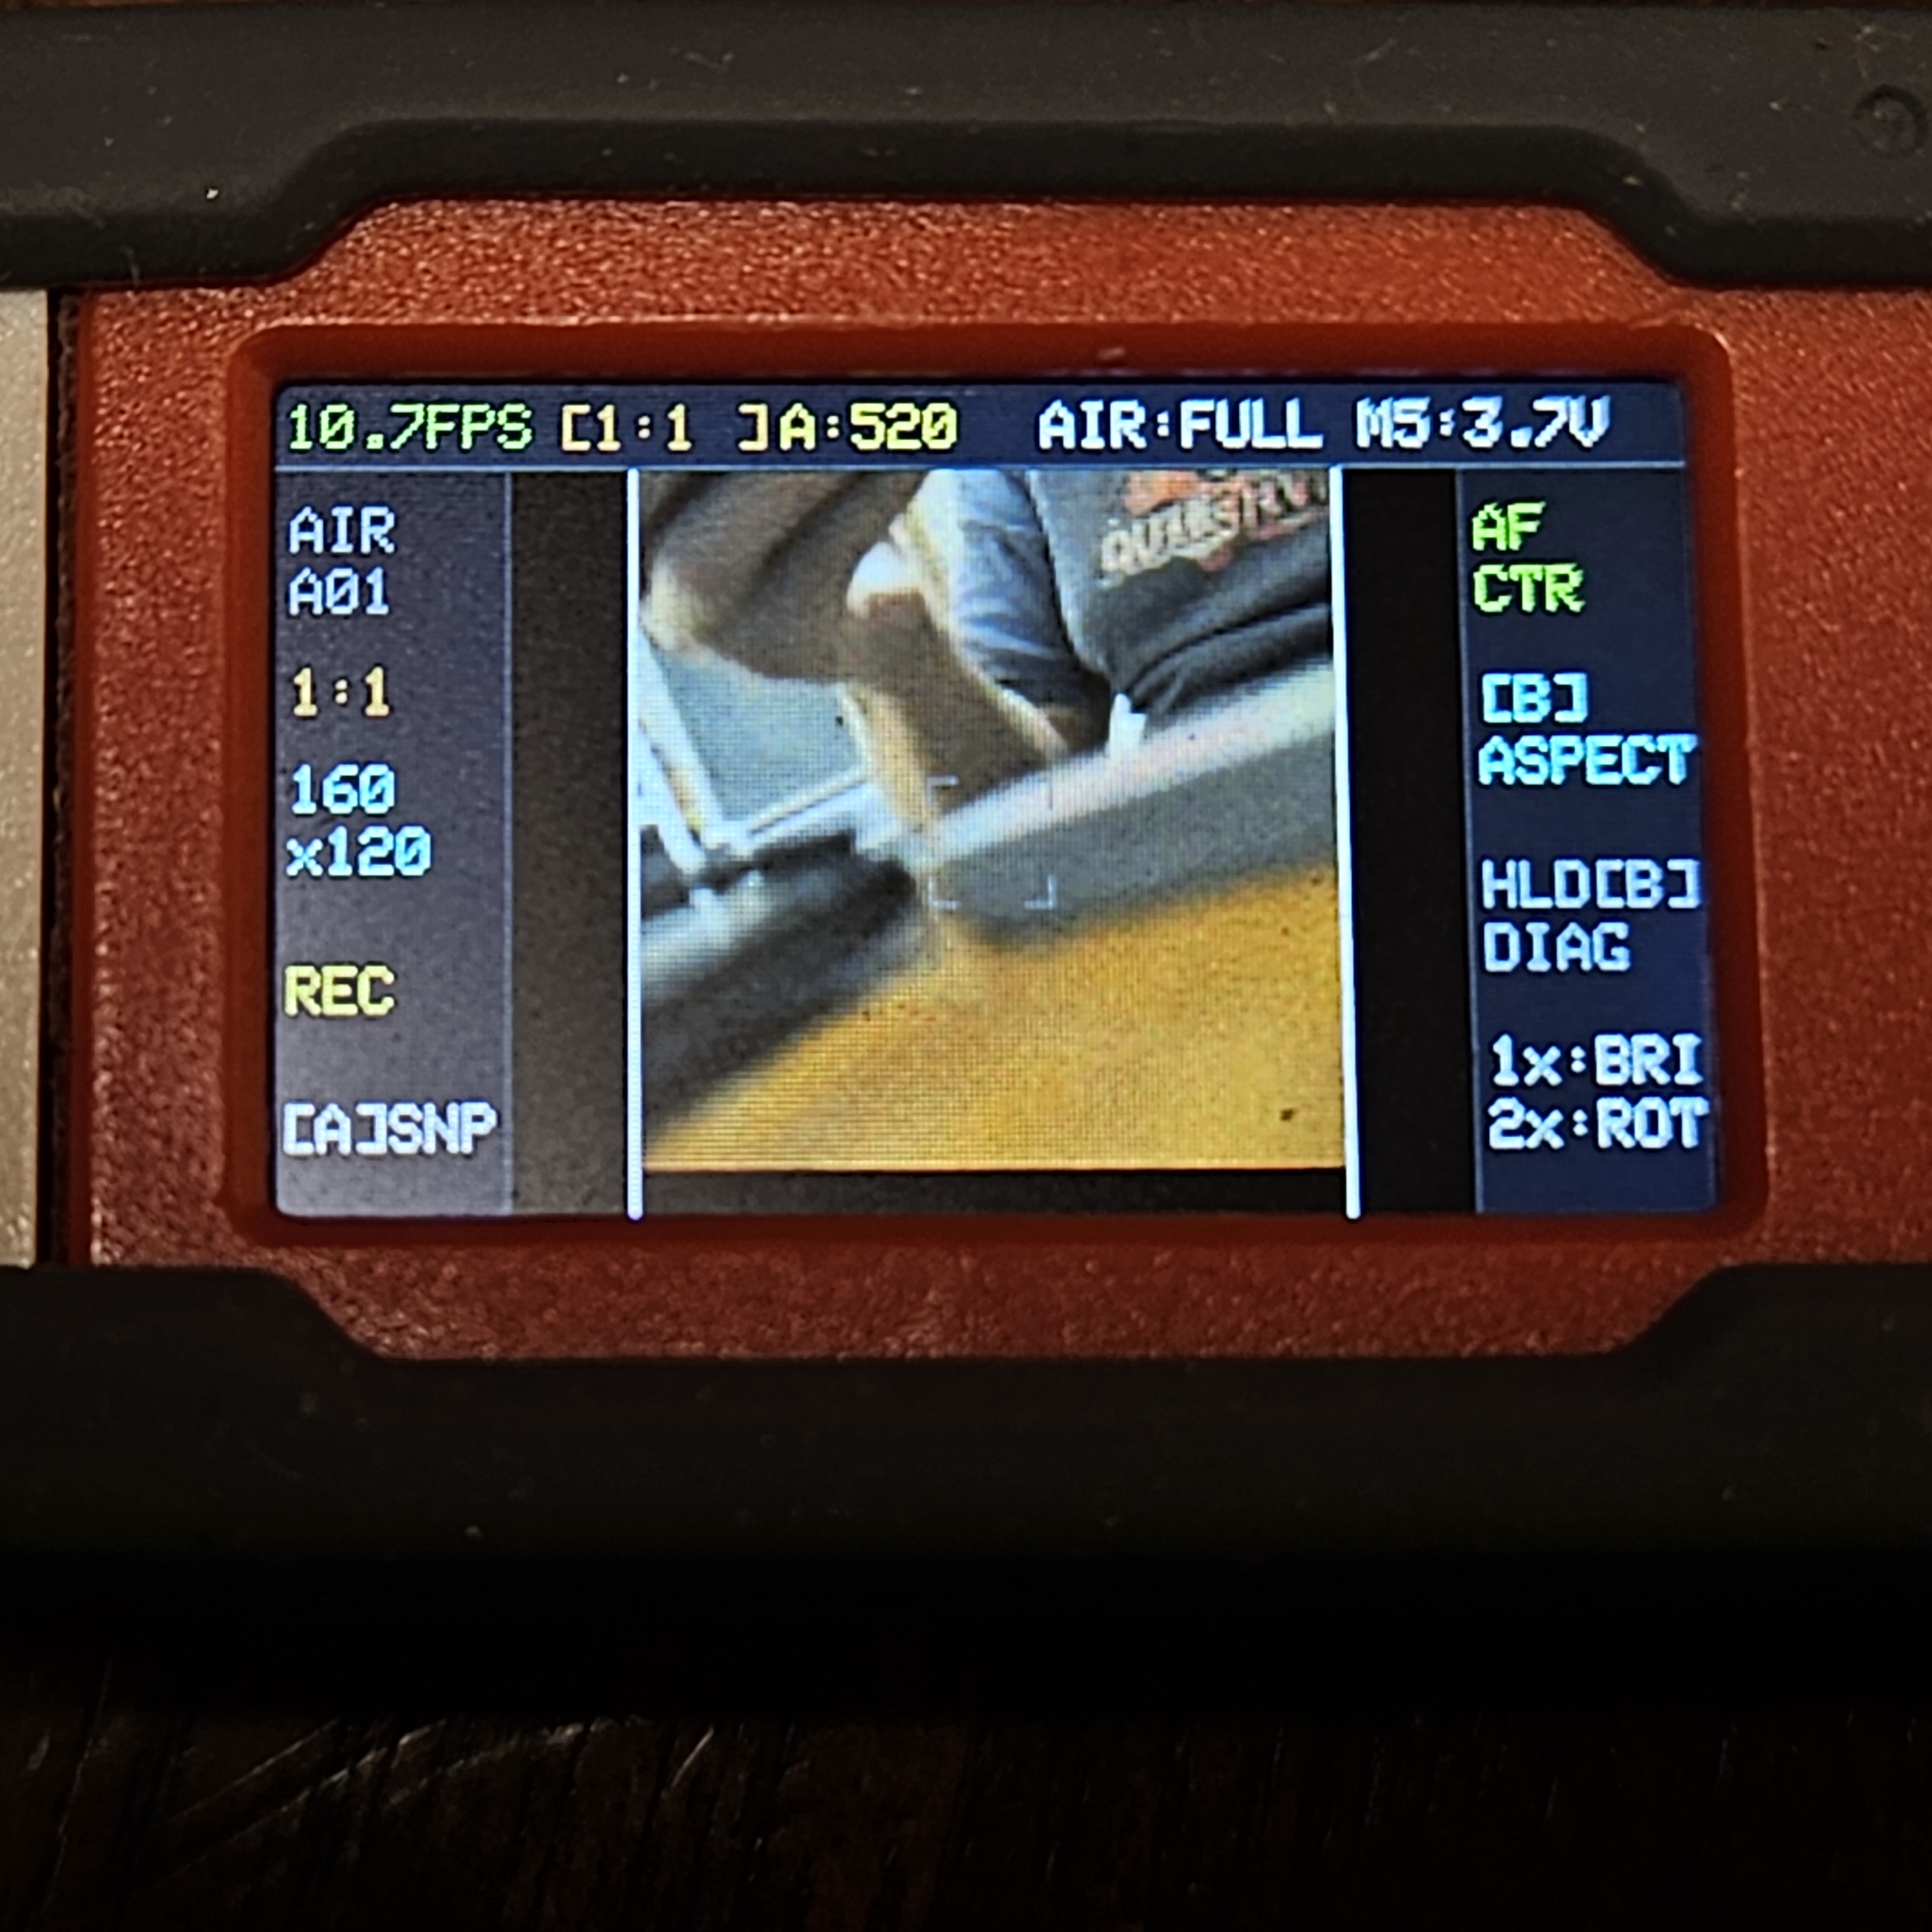 10.7FPS [1:1 ]A:520 AIR:FULL M5:3.7V
AIR
A01
1:1
160
x120
REC
[A]SNP
AF
CTR
[B]
ASPECT
HLD[B]
DIAG
1x:BRI
2x:ROT